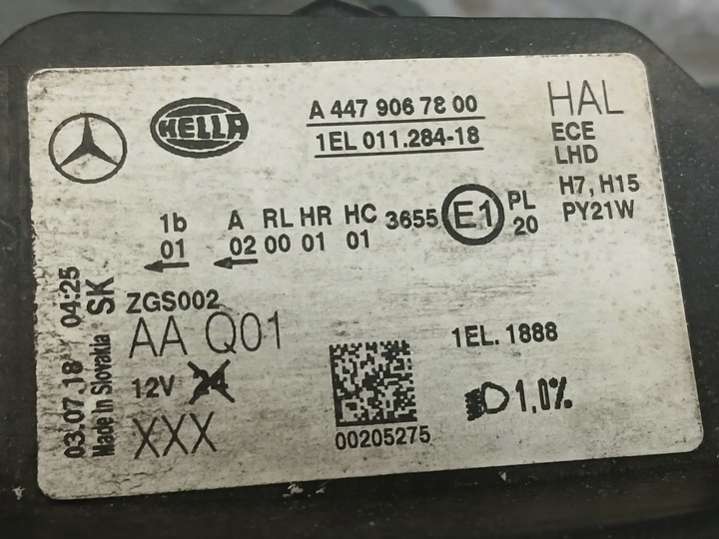 HELLA
A 447 906 78 00
1EL 011.284-18
HAL
ECE
LHD
H7, H15
PY21W
1b A RL HR HC 3655 E1 PL
01 02 00 01 01 20
ZGS002
AA Q01
12V 24
XXX
03.07.18 04:25
Made in Slovakia SK
00205275
1EL. 1888
1,0%